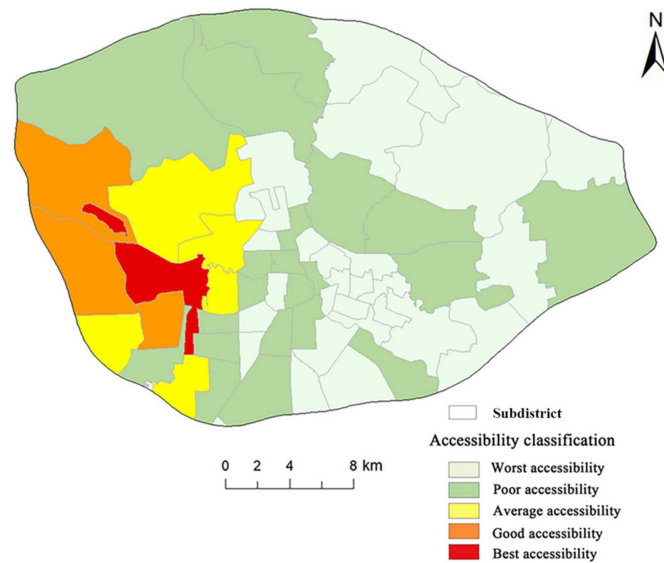 N
Subdistrict
Accessibility classification
Worst accessibility
Poor accessibility
Average accessibility
Good accessibility
Best accessibility
0 2 4 8 km